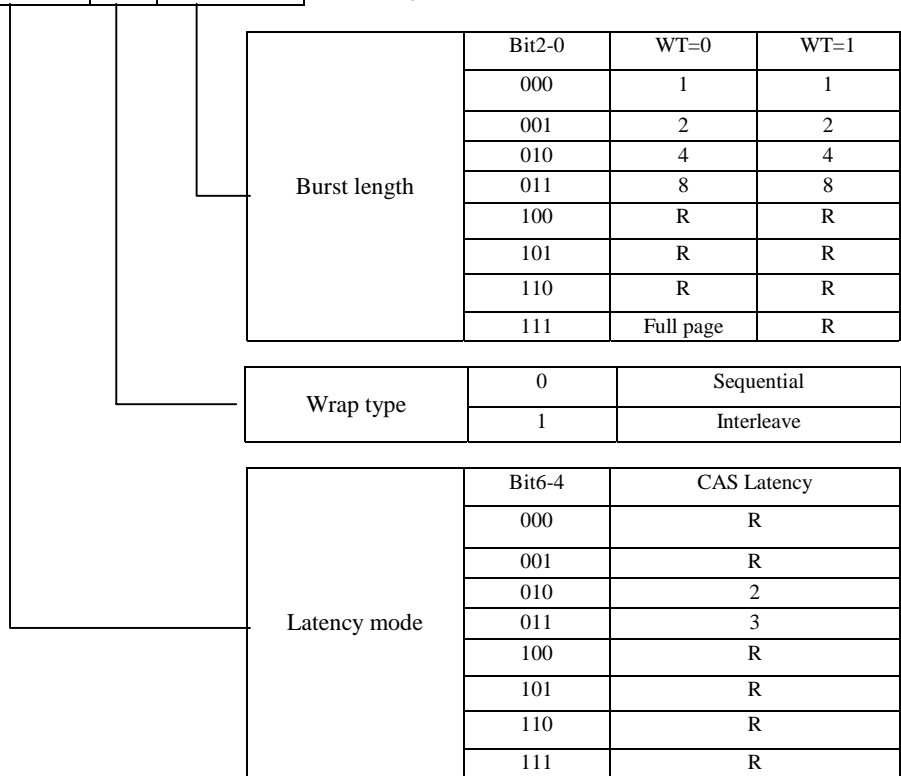 Bit2-0 WT=0 WT=1
000 1 1
001 2 2
010 4 4
Burst length 011 8 8
100 R R
101 R R
110 R R
111 Full page R
Wrap type
0 Sequential
1 Interleave
Bit6-4 CAS Latency
000 R
001 R
010 2
Latency mode 011 3
100 R
101 R
110 R
111 R